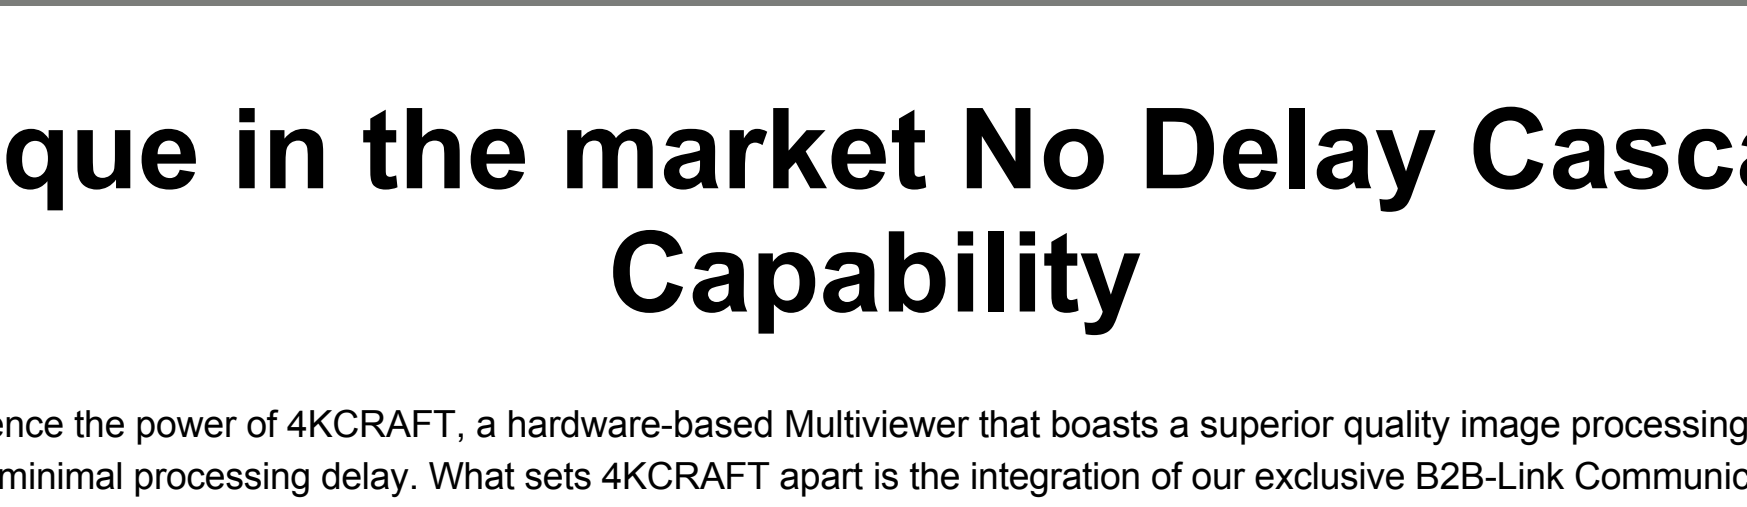 que in the market No Delay Casca
Capability
ence the power of 4KCRAFT, a hardware-based Multiviewer that boasts a superior quality image processing
minimal processing delay. What sets 4KCRAFT apart is the integration of our exclusive B2B-Link Communic